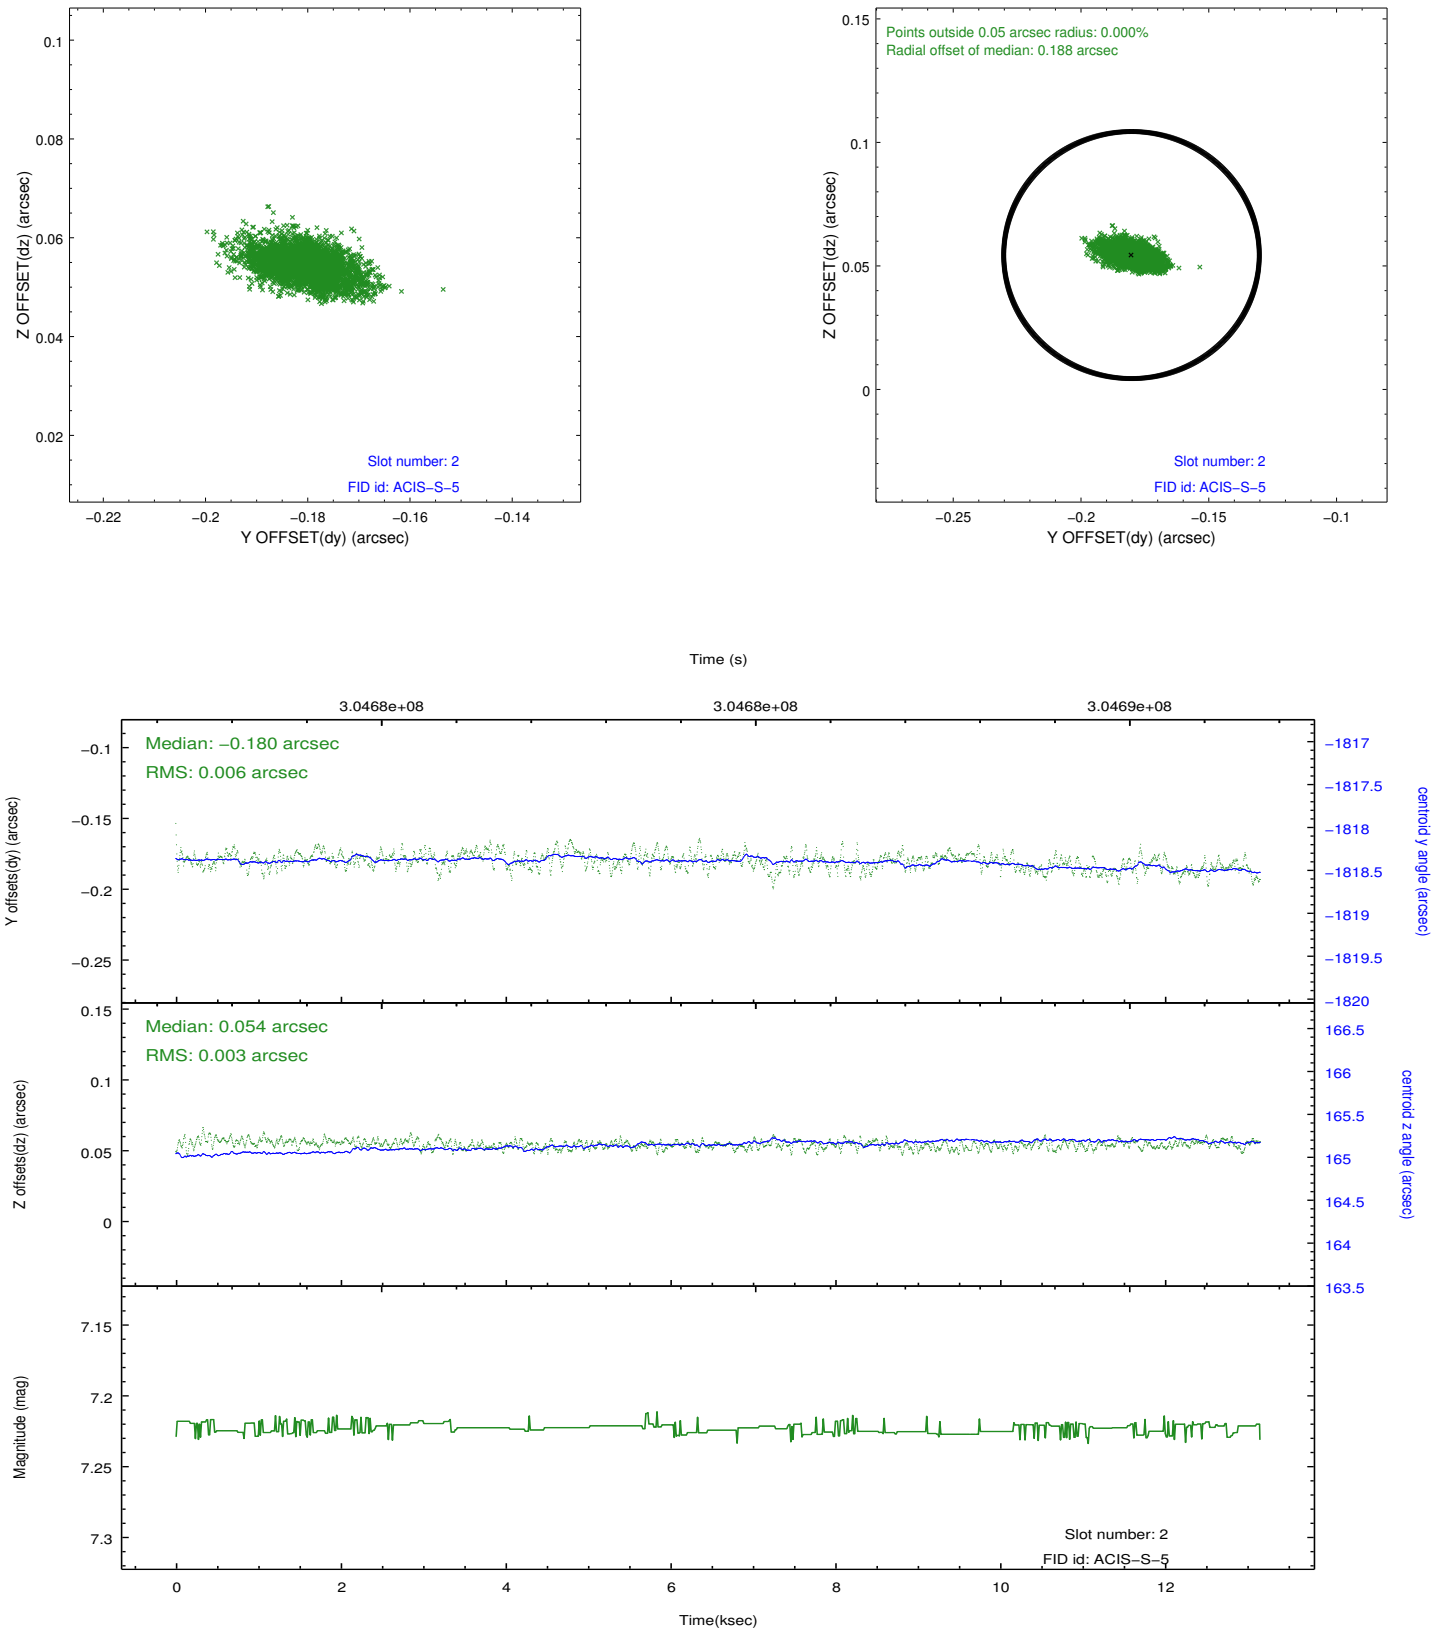 0.1
0.08
0.06
0.04
0.02
Z OFFSET(dz) (arcsec)
Slot number: 2
FID id: ACIS−S−5
−0.22 −0.2 −0.18 −0.16 −0.14
Y OFFSET(dy) (arcsec)
0.15
0.1
0.05
0
Z OFFSET(dz) (arcsec)
Points outside 0.05 arcsec radius: 0.000%
Radial offset of median: 0.188 arcsec
Slot number: 2
FID id: ACIS−S−5
−0.25 −0.2 −0.15 −0.1
Y OFFSET(dy) (arcsec)
Time (s)
3.0468e+08 3.0468e+08 3.0469e+08
Median: −0.180 arcsec
RMS: 0.006 arcsec
−0.1
−0.15
−0.2
−0.25
Y offsets(dy) (arcsec)
−1817
−1817.5
−1818
−1818.5
−1819
−1819.5
−1820
centroid y angle (arcsec)
Median: 0.054 arcsec
RMS: 0.003 arcsec
0.15
0.1
0.05
0
Z offsets(dz) (arcsec)
166.5
166
165.5
165
164.5
164
163.5
centroid z angle (arcsec)
7.15
7.2
7.25
7.3
Magnitude (mag)
Slot number: 2
FID id: ACIS−S−5
0 2 4 6 8 10 12
Time(ksec)